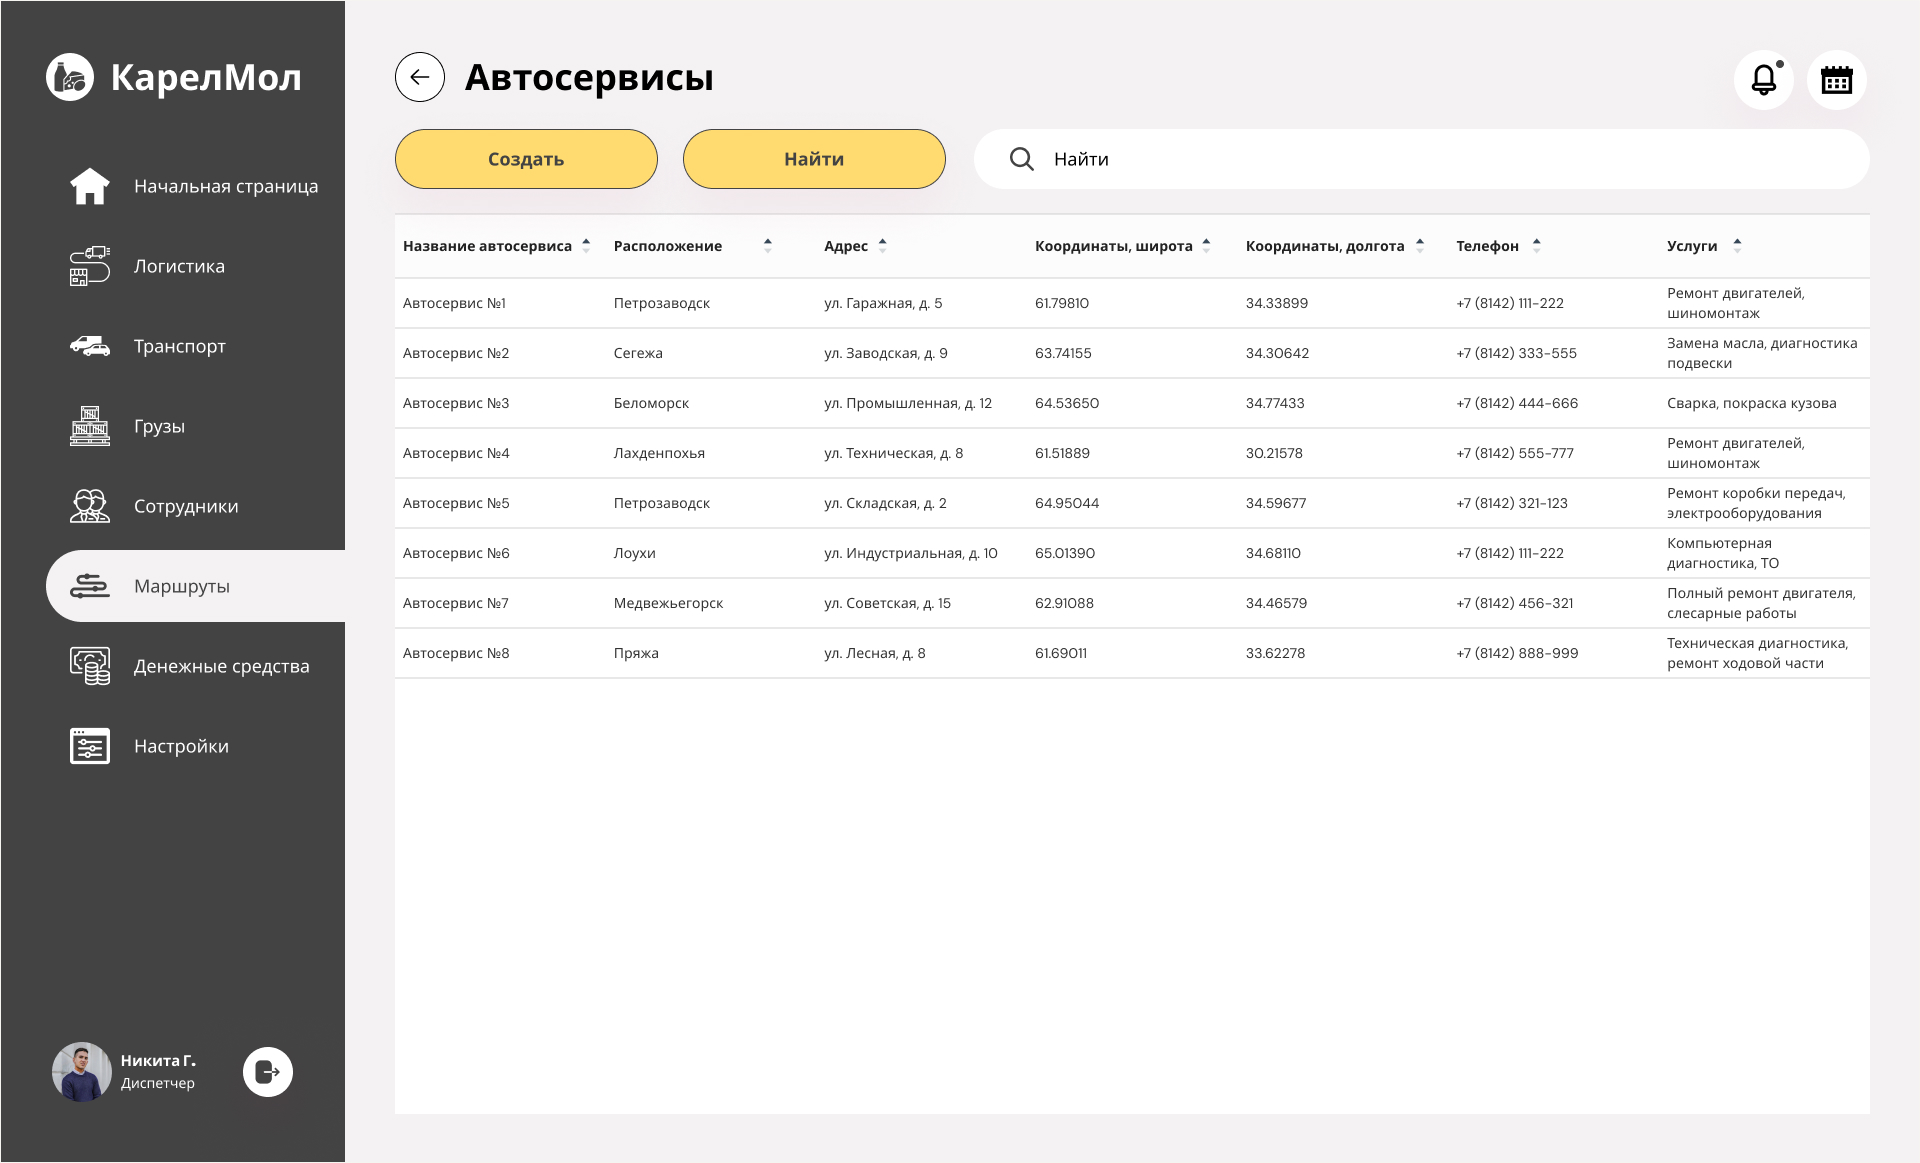 КарелМол
Начальная страница
Логистика
Транспорт
Грузы
Сотрудники
Маршруты
Денежные средства
Настройки
Никита Г.
Диспетчер
Автосервисы
Создать
Найти
Найти
Название автосервиса Расположение Адрес Координаты, широта Координаты, долгота Телефон Услуги
Автосервис №1 Петрозаводск ул. Гаражная, д. 5 61.79810 34.33899 +7 (8142) 111-222 Ремонт двигателей,
шиномонтаж
Автосервис №2 Сегежа ул. Заводская, д. 9 63.74155 34.30642 +7 (8142) 333-555 Замена масла, диагностика
подвески
Автосервис №3 Беломорск ул. Промышленная, д. 12 64.53650 34.77433 +7 (8142) 444-666 Сварка, покраска кузова
Автосервис №4 Лахденпохья ул. Техническая, д. 8 61.51889 30.21578 +7 (8142) 555-777 Ремонт двигателей,
шиномонтаж
Автосервис №5 Петрозаводск ул. Складская, д. 2 64.95044 34.59677 +7 (8142) 321-123 Ремонт коробки передач,
электрооборудования
Автосервис №6 Лоухи ул. Индустриальная, д. 10 65.01390 34.68110 +7 (8142) 111-222 Компьютерная
диагностика, ТО
Автосервис №7 Медвежьегорск ул. Советская, д. 15 62.91088 34.46579 +7 (8142) 456-321 Полный ремонт двигателя,
слесарные работы
Автосервис №8 Пряжа ул. Лесная, д. 8 61.69011 33.62278 +7 (8142) 888-999 Техническая диагностика,
ремонт ходовой части